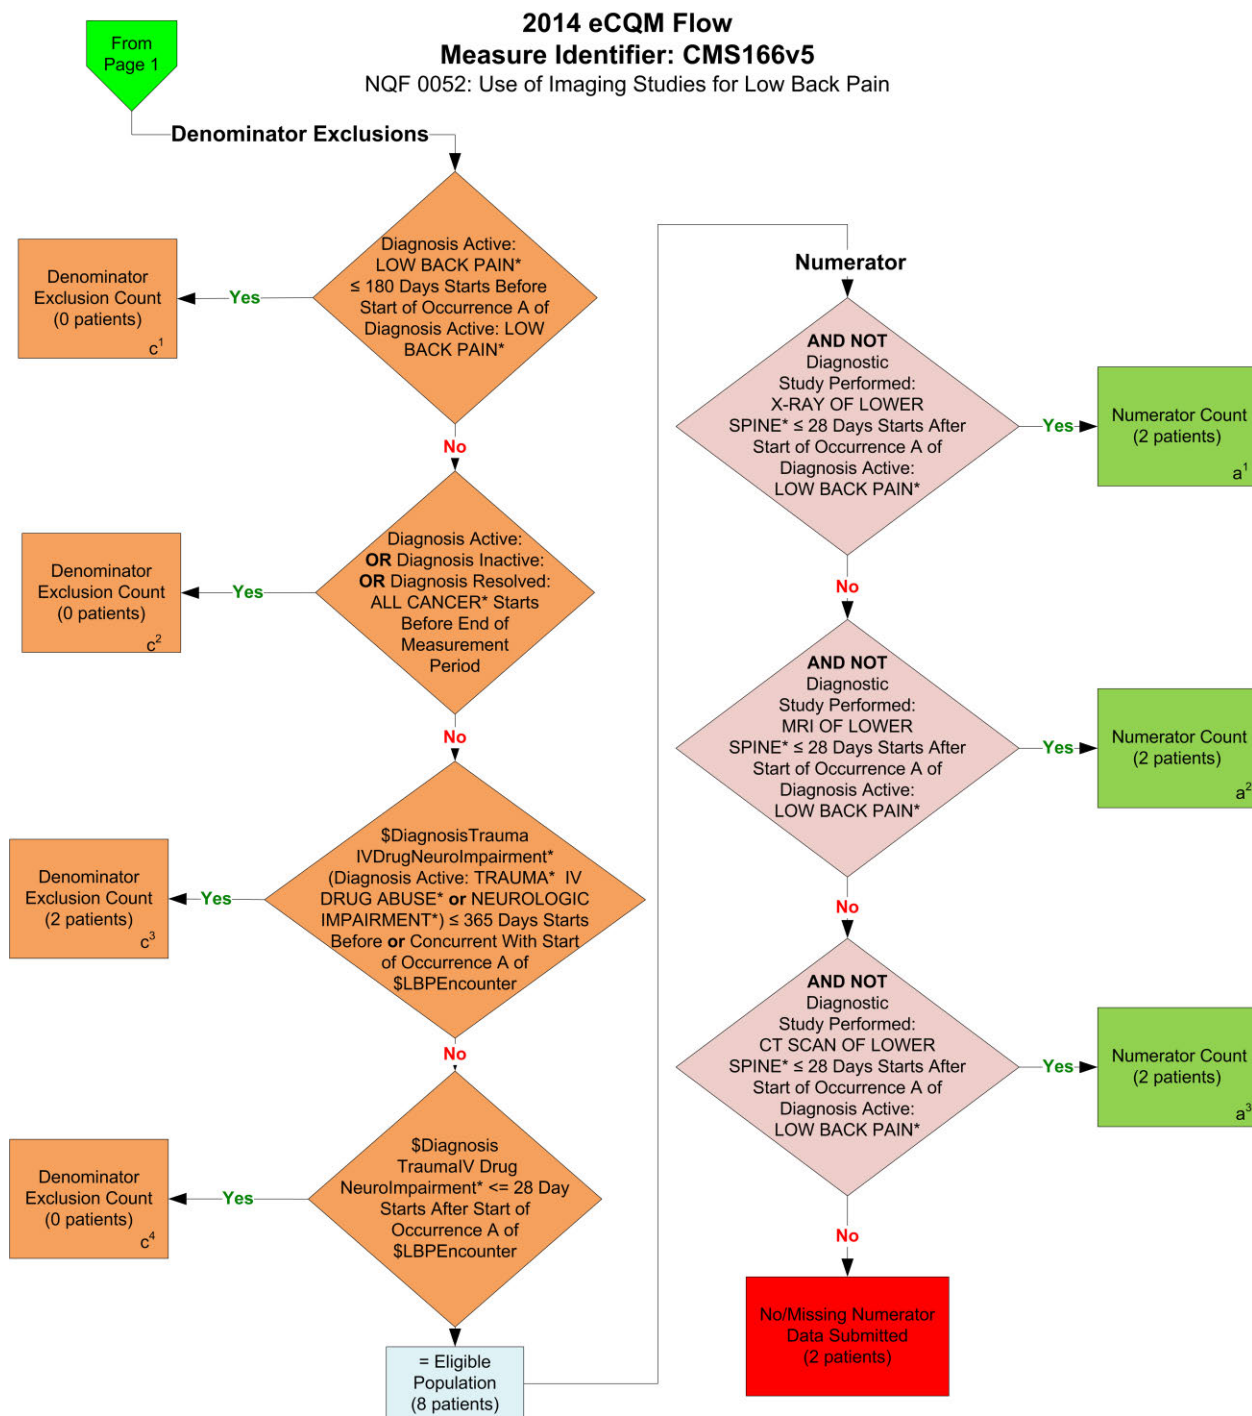 2014 eCQM Flow
Measure Identifier: CMS166v5
NQF 0052: Use of Imaging Studies for Low Back Pain
From
Page 1
Denominator Exclusions
Diagnosis Active:
LOW BACK PAIN*
≤ 180 Days Starts Before
Start of Occurrence A of
Diagnosis Active: LOW
BACK PAIN*
Yes
Denominator
Exclusion Count
(0 patients)
c¹
No
Diagnosis Active:
OR Diagnosis Inactive:
OR Diagnosis Resolved:
ALL CANCER* Starts
Before End of
Measurement
Period
Yes
Denominator
Exclusion Count
(0 patients)
c²
No
$DiagnosisTrauma
IVDrugNeuroImpairment*
(Diagnosis Active: TRAUMA* IV
DRUG ABUSE* or NEUROLOGIC
IMPAIRMENT*) ≤ 365 Days Starts
Before or Concurrent With Start
of Occurrence A of
$LBPEncounter
Yes
Denominator
Exclusion Count
(2 patients)
c³
No
$Diagnosis
TraumaIV Drug
NeuroImpairment* <= 28 Day
Starts After Start of
Occurrence A of
$LBPEncounter
Yes
Denominator
Exclusion Count
(0 patients)
c⁴
= Eligible
Population
(8 patients)
Numerator
AND NOT
Diagnostic
Study Performed:
X-RAY OF LOWER
SPINE* ≤ 28 Days Starts After
Start of Occurrence A of
Diagnosis Active:
LOW BACK PAIN*
Yes
Numerator Count
(2 patients)
a¹
No
AND NOT
Diagnostic
Study Performed:
MRI OF LOWER
SPINE* ≤ 28 Days Starts After
Start of Occurrence A of
Diagnosis Active:
LOW BACK PAIN*
Yes
Numerator Count
(2 patients)
a²
No
AND NOT
Diagnostic
Study Performed:
CT SCAN OF LOWER
SPINE* ≤ 28 Days Starts After
Start of Occurrence A of
Diagnosis Active:
LOW BACK PAIN*
Yes
Numerator Count
(2 patients)
a³
No
No/Missing Numerator
Data Submitted
(2 patients)